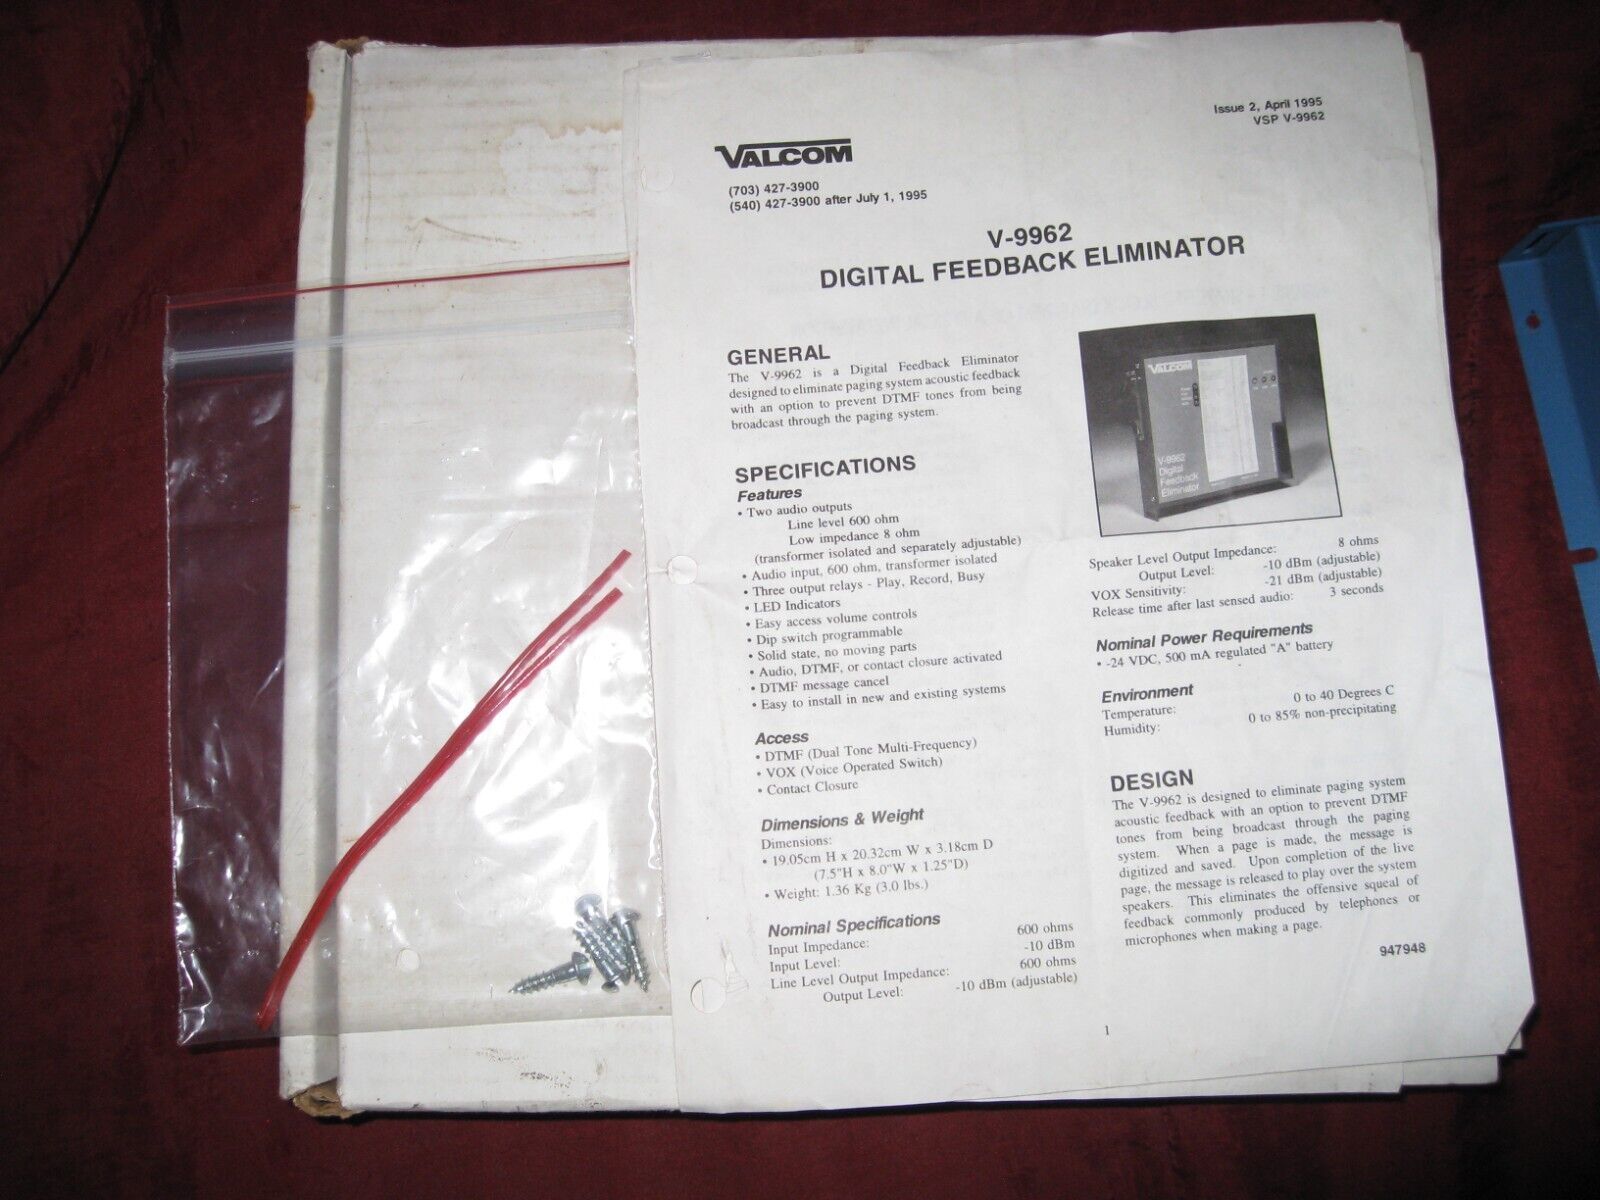 Issue 2, April 1995
VSP V-9962
VALCOM
(703) 427-3900
(540) 427-3900 after July 1, 1995
V-9962
DIGITAL FEEDBACK ELIMINATOR
GENERAL
The V-9962 is a Digital Feedback Eliminator
designed to eliminate paging system acoustic feedback
with an option to prevent DTMF tones from being
broadcast through the paging system.
SPECIFICATIONS
Features
• Two audio outputs
Line level 600 ohm
Low impedance 8 ohm
(transformer isolated and separately adjustable)
• Audio input, 600 ohm, transformer isolated
• Three output relays - Play, Record, Busy
• LED Indicators
• Easy access volume controls
• Dip switch programmable
• Solid state, no moving parts
• Audio, DTMF, or contact closure activated
• DTMF message cancel
• Easy to install in new and existing systems
Access
• DTMF (Dual Tone Multi-Frequency)
• VOX (Voice Operated Switch)
• Contact Closure
Dimensions & Weight
Dimensions:
• 19.05cm H x 20.32cm W x 3.18cm D
(7.5"H x 8.0"W x 1.25"D)
• Weight: 1.36 Kg (3.0 lbs.)
Nominal Specifications
Input Impedance: 600 ohms
Input Level: -10 dBm
Line Level Output Impedance: 600 ohms
Output Level: -10 dBm (adjustable)
VALCOM
V-9962
Digital
Feedback
Eliminator
Speaker Level Output Impedance: 8 ohms
Output Level: -10 dBm (adjustable)
VOX Sensitivity: -21 dBm (adjustable)
Release time after last sensed audio: 3 seconds
Nominal Power Requirements
• -24 VDC, 500 mA regulated "A" battery
Environment
Temperature: 0 to 40 Degrees C
Humidity: 0 to 85% non-precipitating
DESIGN
The V-9962 is designed to eliminate paging system
acoustic feedback with an option to prevent DTMF
tones from being broadcast through the paging
system. When a page is made, the message is
digitized and saved. Upon completion of the live
page, the message is released to play over the system
speakers. This eliminates the offensive squeal of
feedback commonly produced by telephones or
microphones when making a page.
947948
1